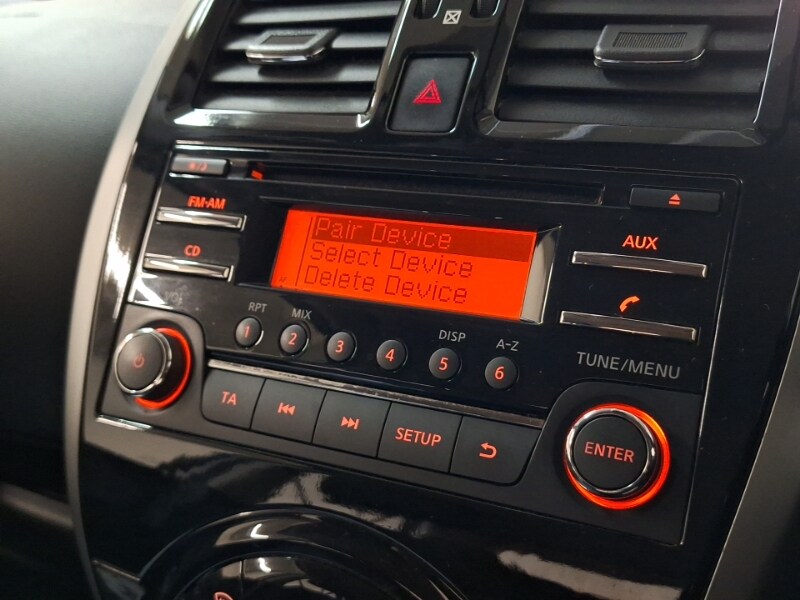 FM·AM
CD
Pair Device
Select Device
Delete Device
AUX
VOL
RPT
MIX
DISP
A-Z
1
2
3
4
5
6
TUNE/MENU
TA
SETUP
ENTER